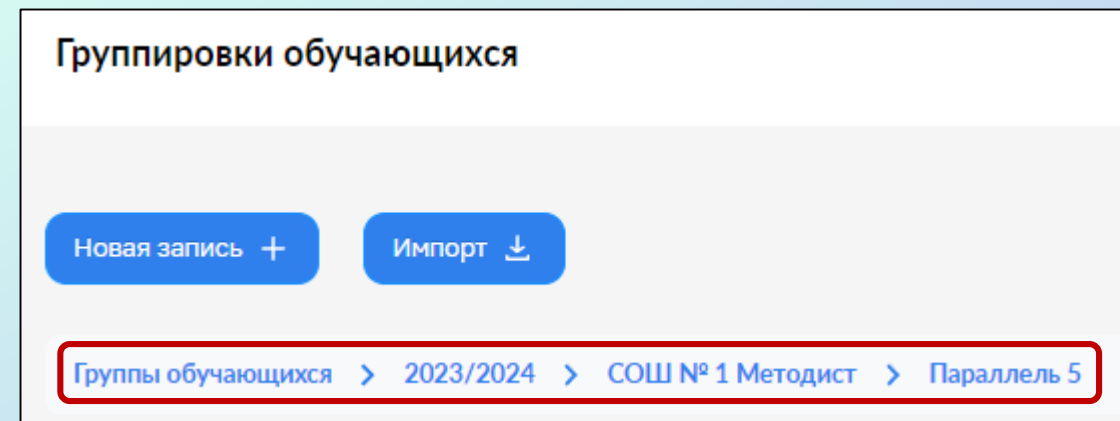 Группировки обучающихся
Новая запись +
Импорт
Группы обучающихся > 2023/2024 > СОШ № 1 Методист > Параллель 5